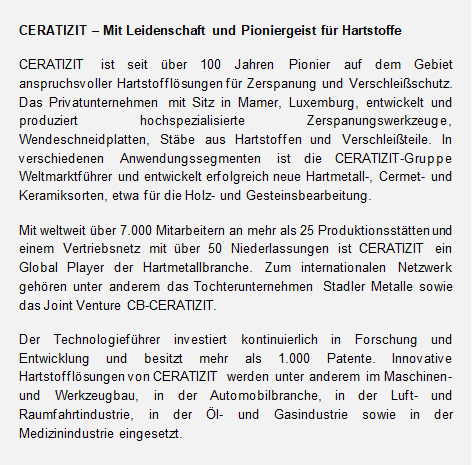 CERATIZIT – Mit Leidenschaft und Pioniergeist für Hartstoffe
CERATIZIT ist seit über 100 Jahren Pionier auf dem Gebiet
anspruchsvoller Hartstofflösungen für Zerspanung und Verschleißschutz.
Das Privatunternehmen mit Sitz in Mamer, Luxemburg, entwickelt und
produziert hochspezialisierte Zerspanungswerkzeuge,
Wendeschneidplatten, Stäbe aus Hartstoffen und Verschleißteile. In
verschiedenen Anwendungssegmenten ist die CERATIZIT-Gruppe
Weltmarktführer und entwickelt erfolgreich neue Hartmetall-, Cermet- und
Keramiksorten, etwa für die Holz- und Gesteinsbearbeitung.
Mit weltweit über 7.000 Mitarbeitern an mehr als 25 Produktionsstätten und
einem Vertriebsnetz mit über 50 Niederlassungen ist CERATIZIT ein
Global Player der Hartmetallbranche. Zum internationalen Netzwerk
gehören unter anderem das Tochterunternehmen Stadler Metalle sowie
das Joint Venture CB-CERATIZIT.
Der Technologieführer investiert kontinuierlich in Forschung und
Entwicklung und besitzt mehr als 1.000 Patente. Innovative
Hartstofflösungen von CERATIZIT werden unter anderem im Maschinen-
und Werkzeugbau, in der Automobilbranche, in der Luft- und
Raumfahrtindustrie, in der Öl- und Gasindustrie sowie in der
Medizinindustrie eingesetzt.